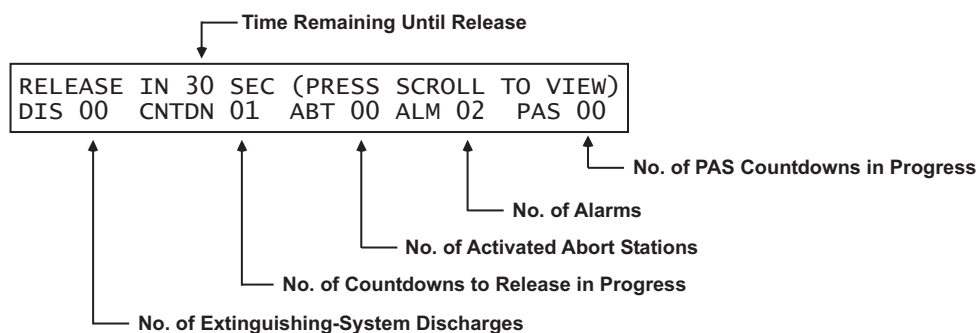 Time Remaining Until Release
RELEASE IN 30 SEC (PRESS SCROLL TO VIEW)
DIS 00 CNTDN 01 ABT 00 ALM 02 PAS 00
No. of PAS Countdowns in Progress
No. of Alarms
No. of Activated Abort Stations
No. of Countdowns to Release in Progress
No. of Extinguishing-System Discharges